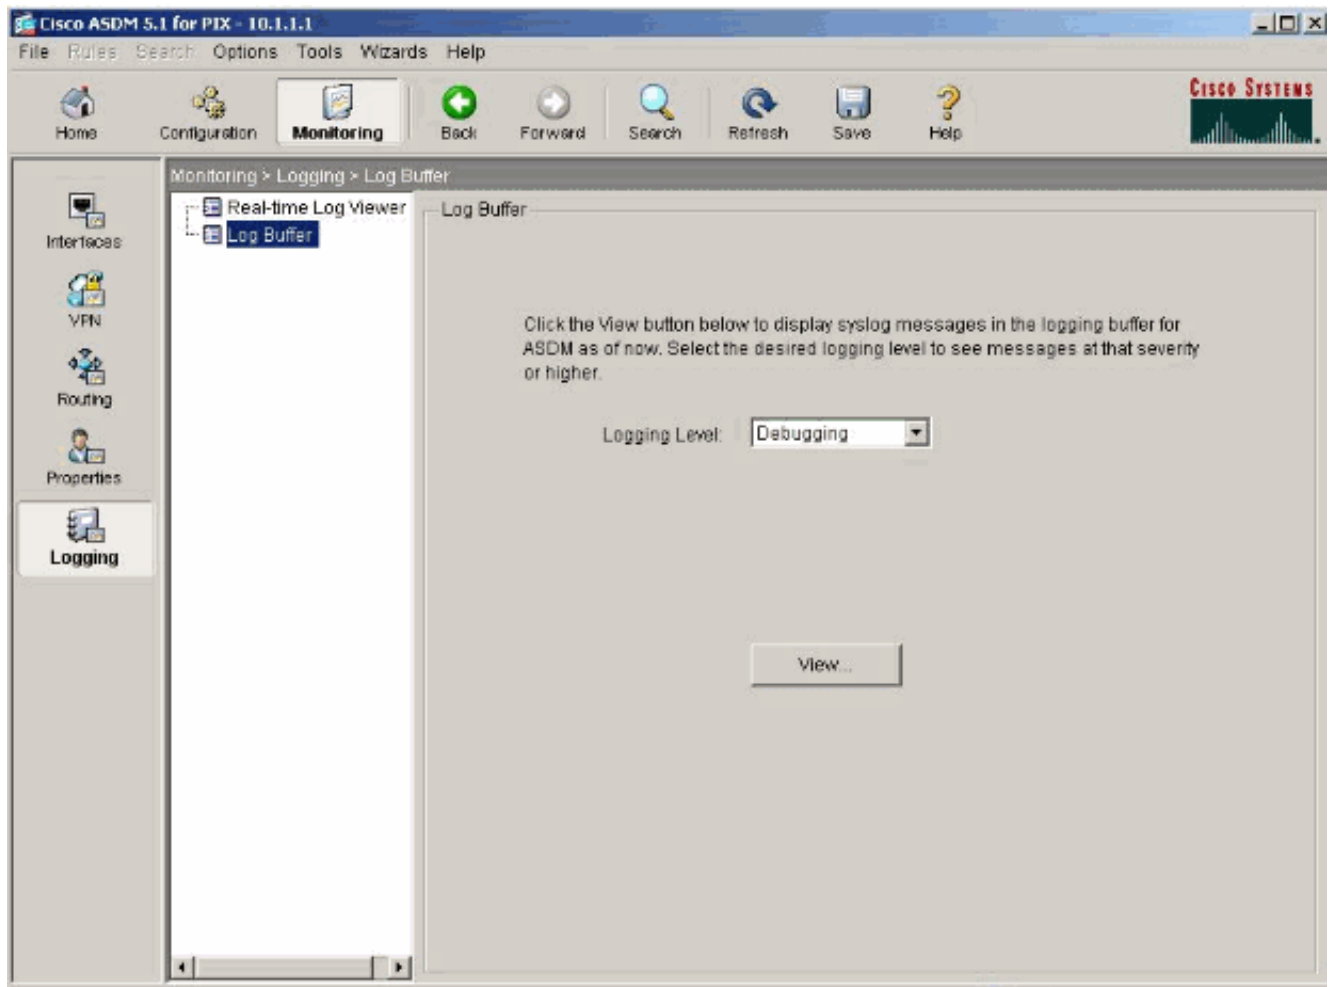 Cisco ASDM 5.1 for PIX - 10.1.1.1
File Rules Search Options Tools Wizards Help
Home Configuration Monitoring Back Forward Search Refresh Save Help
CISCO SYSTEMS
Monitoring > Logging > Log Buffer
Interfaces
VPN
Routing
Properties
Logging
Real-time Log Viewer
Log Buffer
Log Buffer
Click the View button below to display syslog messages in the logging buffer for
ASDM as of now. Select the desired logging level to see messages at that severity
or higher.
Logging Level: Debugging
View...